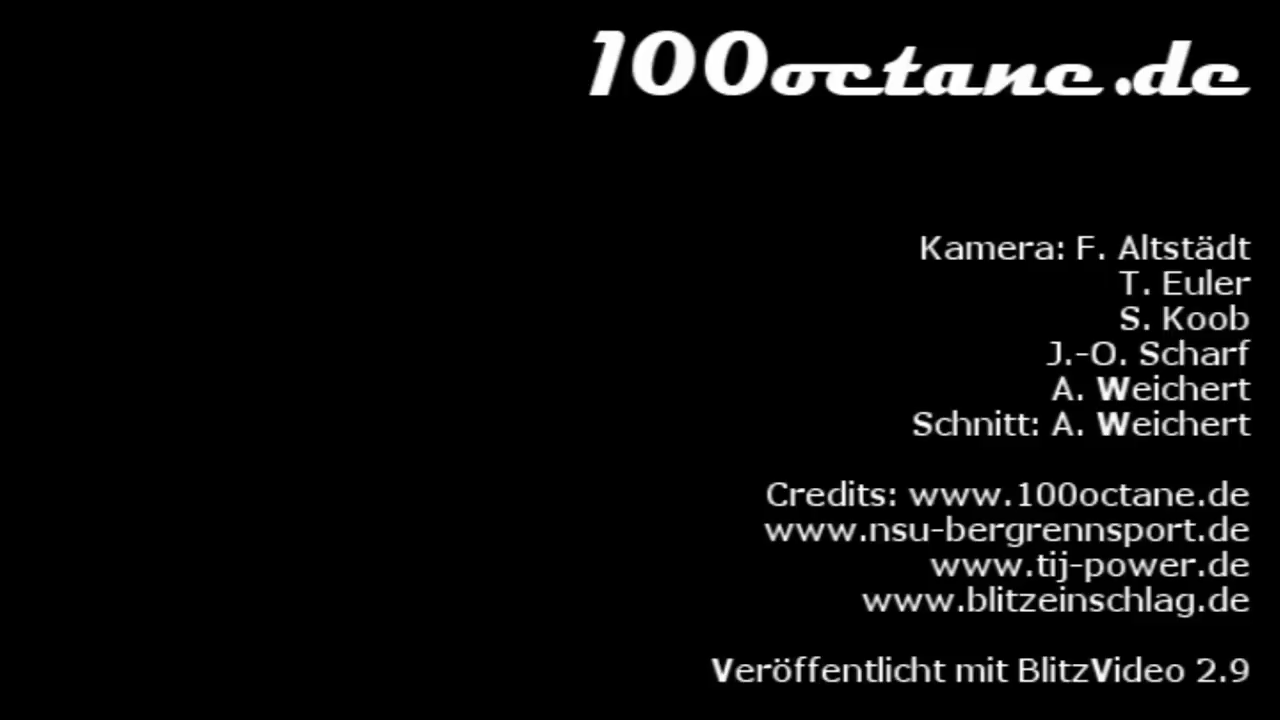 100octane.de
Kamera: F. Altstädt
T. Euler
S. Koob
J.-O. Scharf
A. Weichert
Schnitt: A. Weichert
Credits: www.100octane.de
www.nsu-bergrennsport.de
www.tij-power.de
www.blitzeinschlag.de
Veröffentlicht mit BlitzVideo 2.9